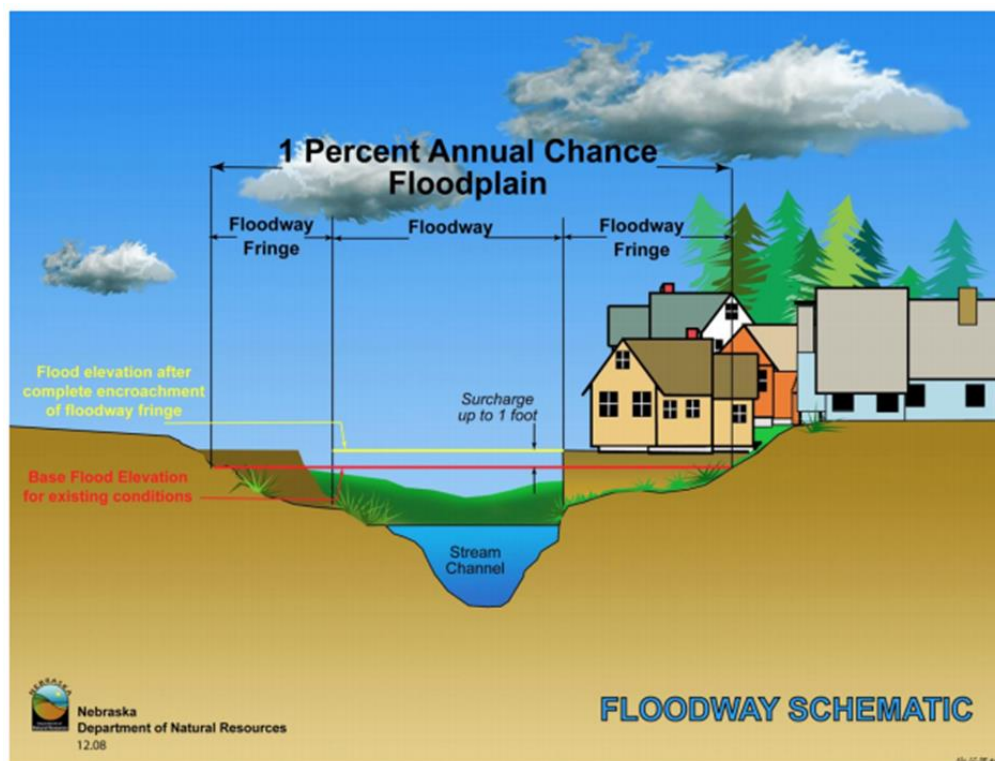 1 Percent Annual Chance
Floodplain
Floodway
Fringe
Floodway
Floodway
Fringe
Flood elevation after
complete encroachment
of floodway fringe
Surcharge
up to 1 foot
Base Flood Elevation
for existing conditions
Stream
Channel
NEBRASKA
Nebraska
Department of Natural Resources
12.08
FLOODWAY SCHEMATIC